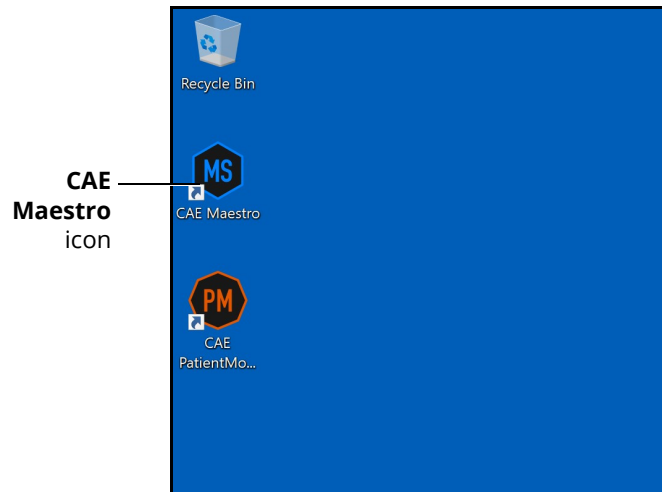 Recycle Bin
MS
CAE Maestro
CAE
Maestro
icon
PM
CAE
PatientMo...